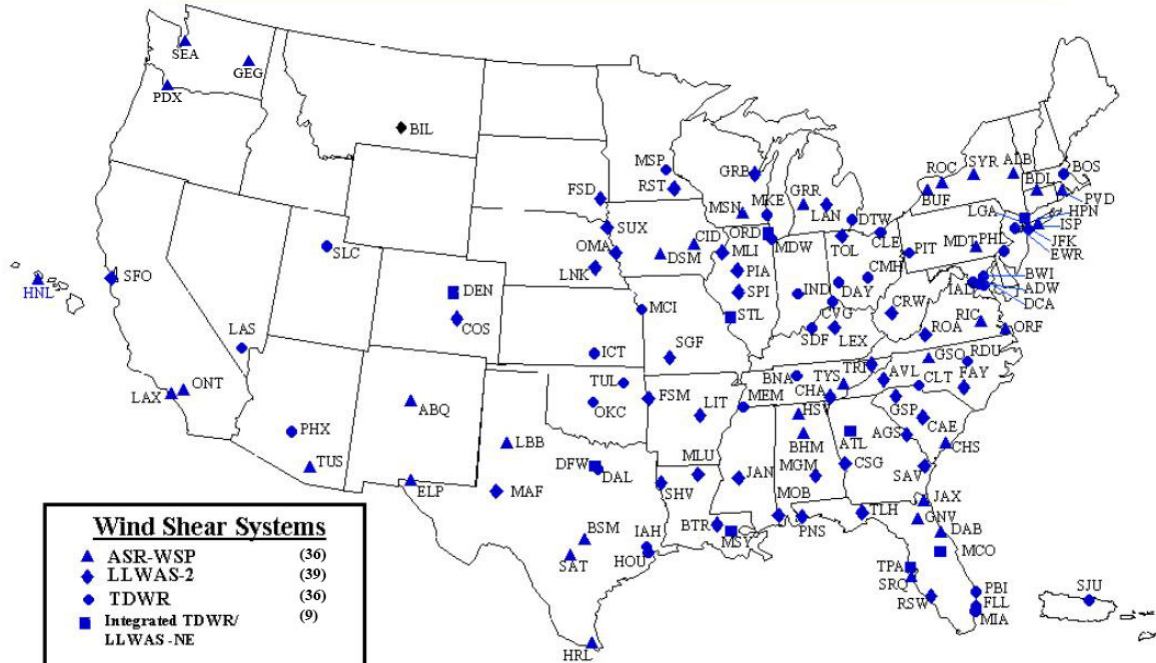 SEA
GEG
PDX
BIL
MSP
RST
GRB
ROC
SYR
ALB
BOS
BDL
BUF
PVD
FSD
MSN
MKE
GRR
LAN
DTW
LGA
HPN
ISP
JFK
EWR
SUX
ORD
MDW
CID
DSM
MLI
TOL
CLE
PIT
MDT
PHL
SLC
OMA
LNK
PIA
SPI
IND
DAY
CMH
IAD
BWI
ADW
DCA
HNL
SFO
DEN
COS
MCI
STL
CVG
CRW
RIC
ORF
LAS
SDF
LEX
ROA
ICT
SGF
TUL
BNA
TYS
TRI
GSO
RDU
AVL
CLT
FAY
LAX
ONT
ABQ
OKC
FSM
LIT
MEM
CHA
HSV
GSP
CAE
PHX
TUS
LBB
BHM
ATL
AGS
CHS
DFW
DAL
MLU
JAN
MGM
CSG
SAV
ELP
MAF
SHV
MOB
JAX
TLH
GNV
DAB
BSM
IAH
BTR
MSY
PNS
MCO
SAT
HOU
TPA
SRQ
RSW
PBI
FLL
MIA
SJU
HRL
Wind Shear Systems
ASR-WSP (36)
LLWAS-2 (39)
TDWR (36)
Integrated TDWR/ (9)
LLWAS -NE